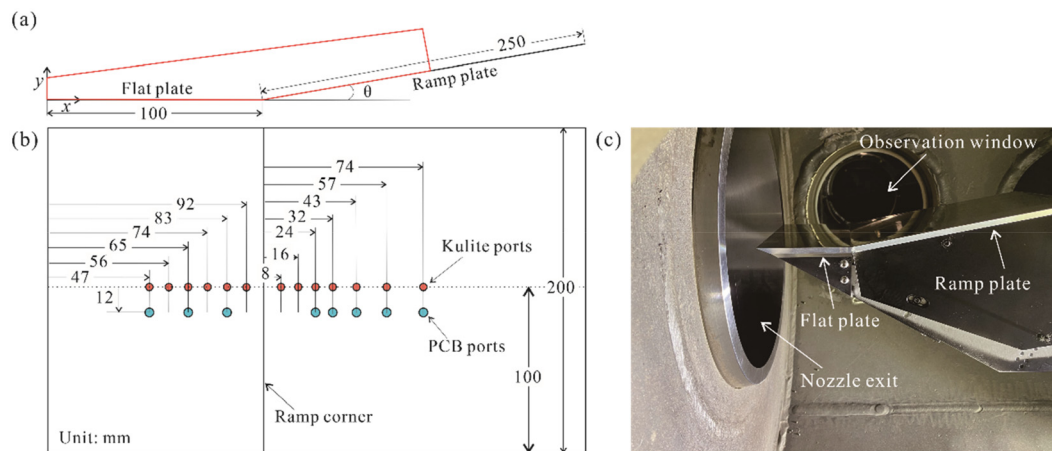 (a)
250
y
Flat plate
Ramp plate
θ
x
100
(b)
74
57
43
92
32
83
24
74
16
65
56
8
47
Kulite ports
12
200
PCB ports
100
Ramp corner
Unit: mm
(c)
Observation window
Ramp plate
Flat plate
Nozzle exit